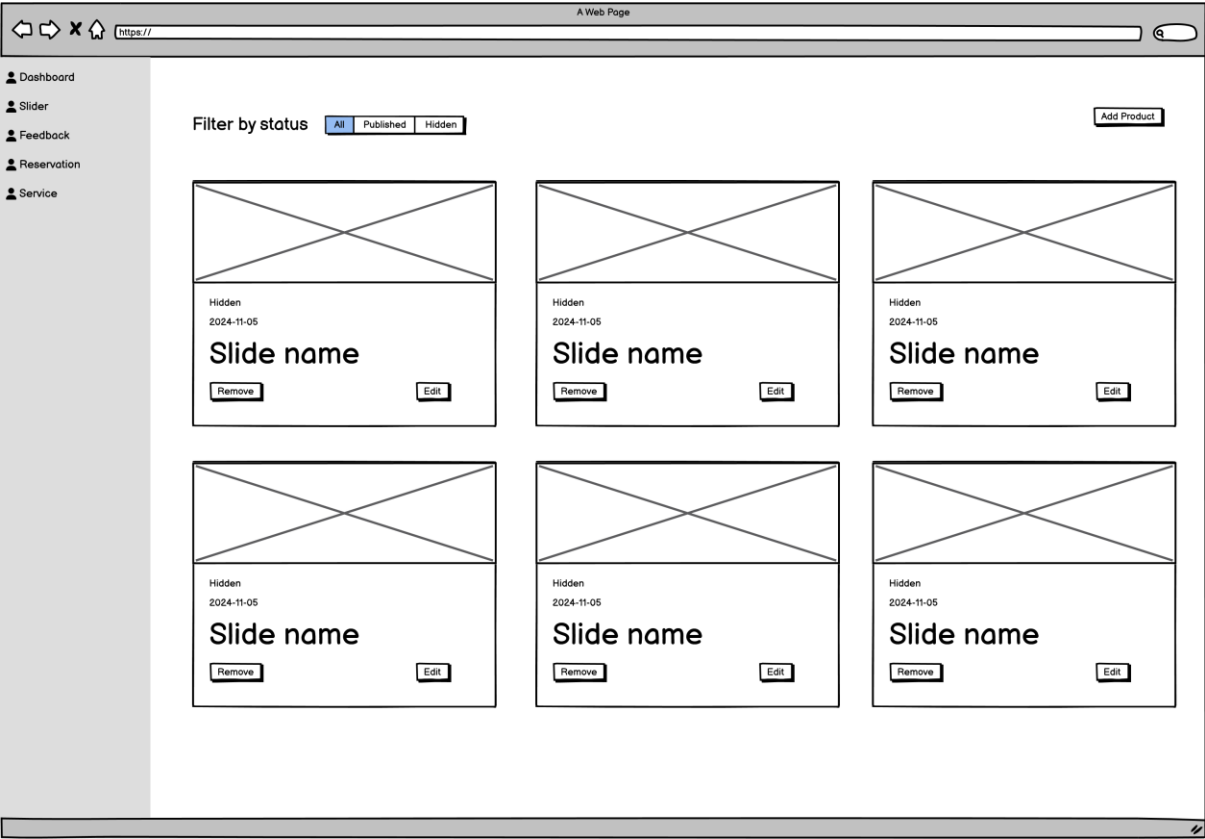 A Web Page
https://
Dashboard
Slider
Feedback
Reservation
Service
Filter by status All Published Hidden
Add Product
Hidden
2024-11-05
Slide name
Remove Edit
Hidden
2024-11-05
Slide name
Remove Edit
Hidden
2024-11-05
Slide name
Remove Edit
Hidden
2024-11-05
Slide name
Remove Edit
Hidden
2024-11-05
Slide name
Remove Edit
Hidden
2024-11-05
Slide name
Remove Edit